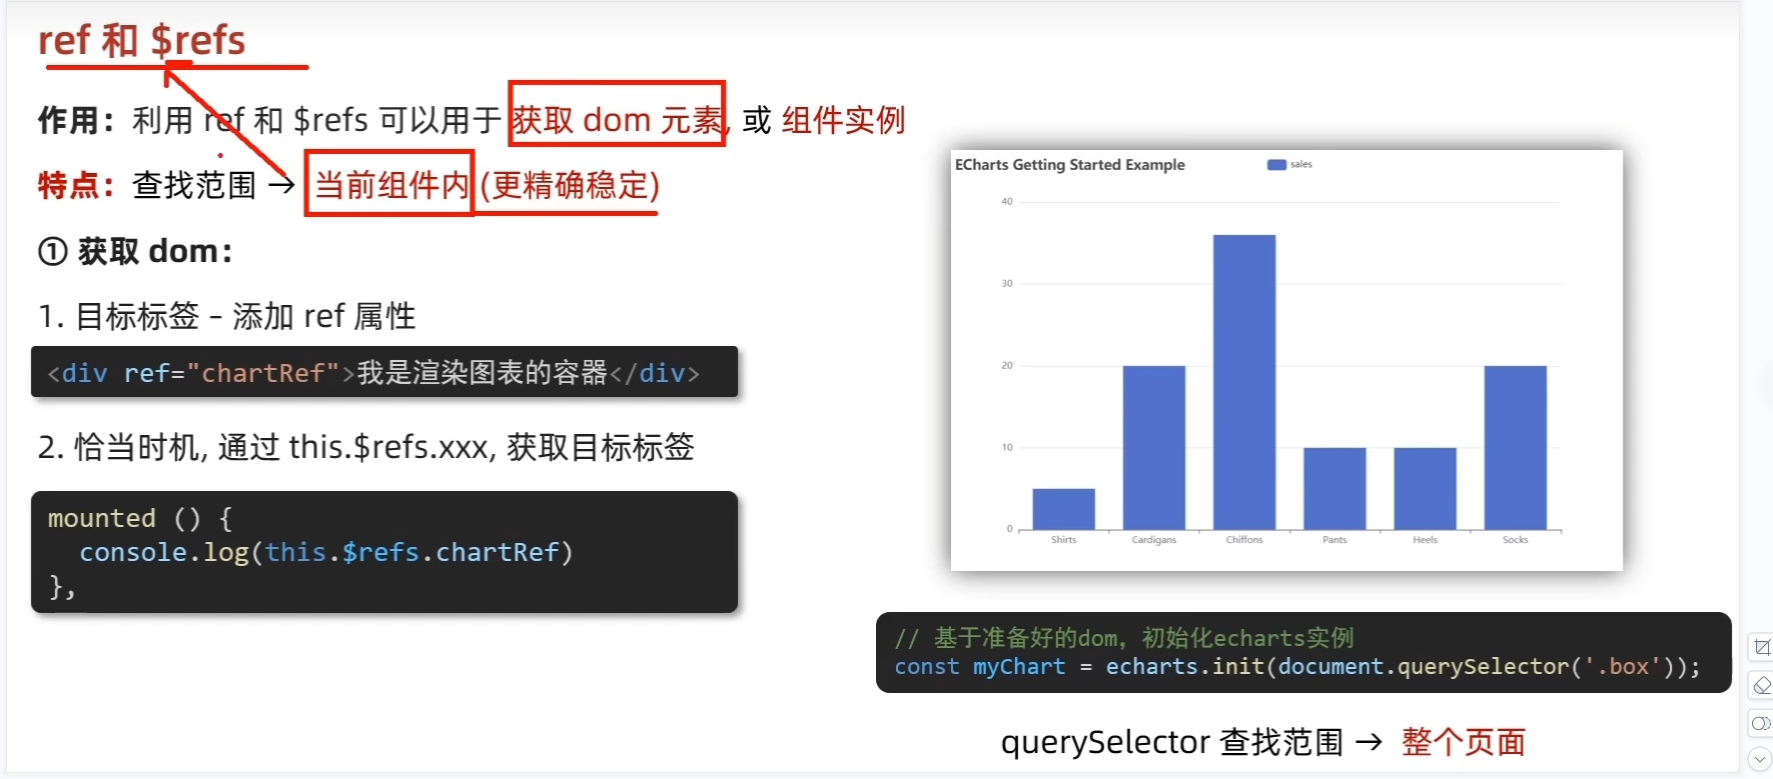 ref 和 $refs
作用：利用 ref 和 $refs 可以用于 获取 dom 元素, 或 组件实例
特点：查找范围 → 当前组件内 (更精确稳定)
① 获取 dom：
1. 目标标签 – 添加 ref 属性
<div ref="chartRef">我是渲染图表的容器</div>
2. 恰当时机, 通过 this.$refs.xxx, 获取目标标签
mounted () {
console.log(this.$refs.chartRef)
},
ECharts Getting Started Example
sales
40
30
20
10
0
Shirts Cardigans Chiffons Pants Heels Socks
// 基于准备好的dom，初始化echarts实例
const myChart = echarts.init(document.querySelector('.box'));
querySelector 查找范围 → 整个页面